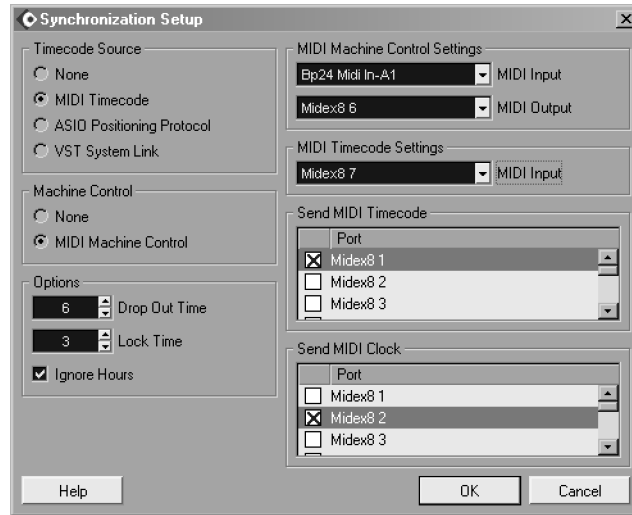 Synchronization Setup
Timecode Source
None
MIDI Timecode
ASIO Positioning Protocol
VST System Link
Machine Control
None
MIDI Machine Control
Options
6 Drop Out Time
3 Lock Time
Ignore Hours
MIDI Machine Control Settings
Bp24 Midi In-A1 MIDI Input
Midex8 6 MIDI Output
MIDI Timecode Settings
Midex8 7 MIDI Input
Send MIDI Timecode
Port
Midex8 1
Midex8 2
Midex8 3
Send MIDI Clock
Port
Midex8 1
Midex8 2
Midex8 3
Help
OK
Cancel